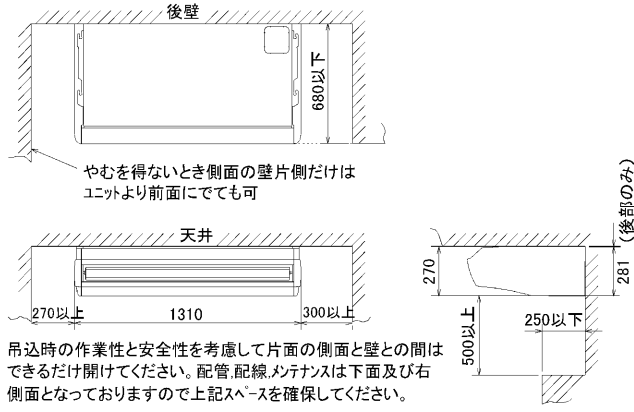 後壁
680以下
やむを得ないとき側面の壁片側だけは
ユニットより前面にでても可
天井
270以上
1310
300以上
270
500以上
250以下
281
(後部のみ)
吊込時の作業性と安全性を考慮して片面の側面と壁との間は
できるだけ開けてください。配管,配線,メンテナンスは下面及び右
側面となっておりますので上記スペースを確保してください。